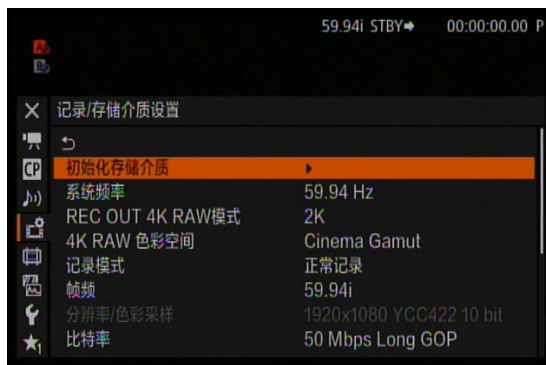 59.94i STBY➡ 00:00:00.00 P
A
B
记录/存储介质设置
CP
初始化存储介质
系统频率 59.94 Hz
REC OUT 4K RAW模式 2K
4K RAW 色彩空间 Cinema Gamut
记录模式 正常记录
帧频 59.94i
分辨率/色彩采样 1920x1080 YCC422 10 bit
比特率 50 Mbps Long GOP
★1